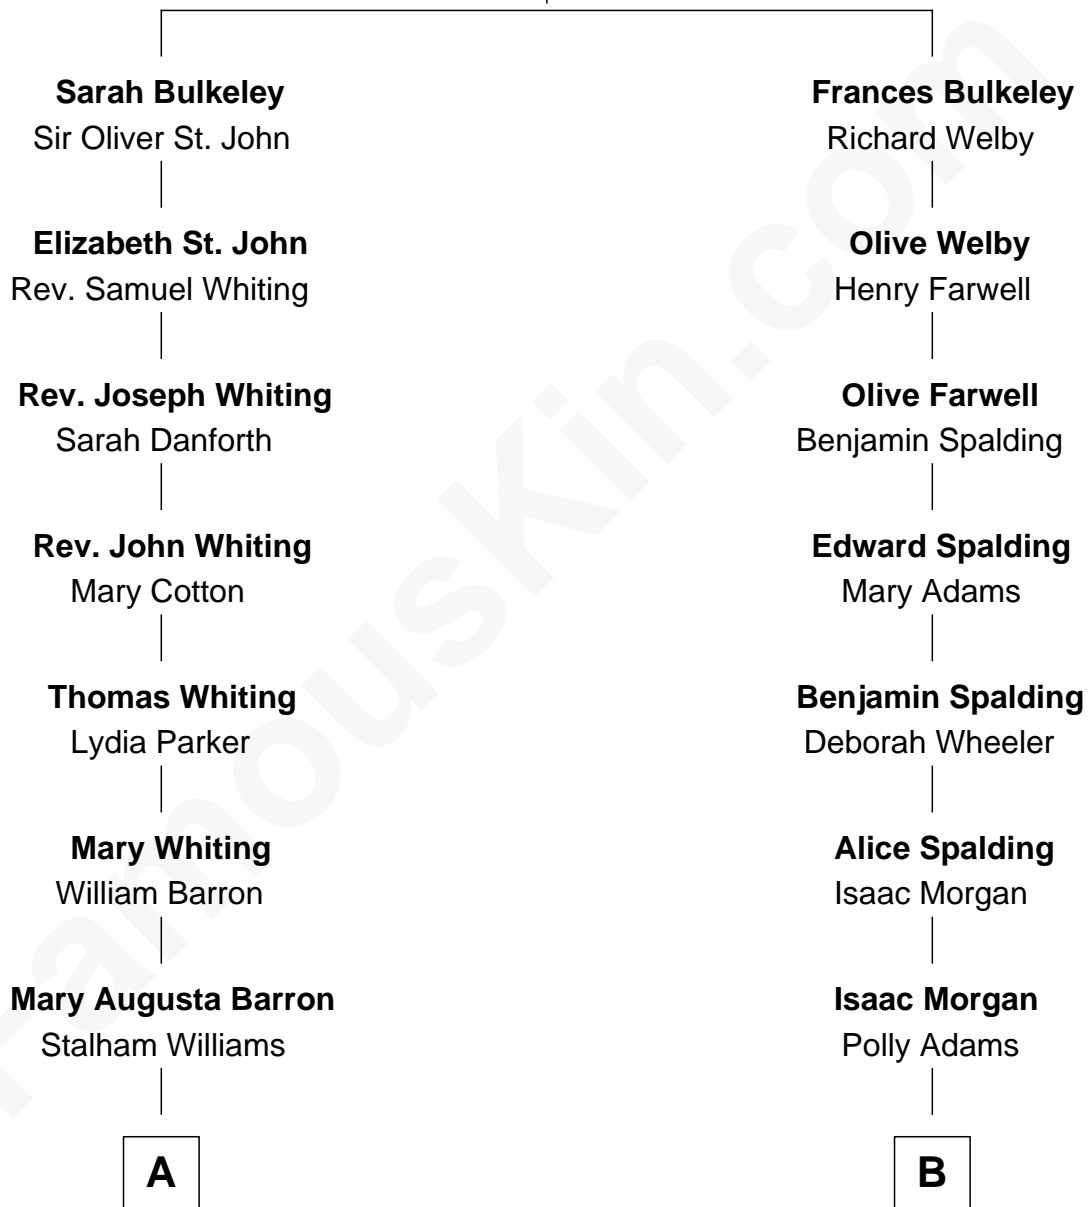 Sarah Bulkeley
Sir Oliver St. John
Elizabeth St. John
Rev. Samuel Whiting
Rev. Joseph Whiting
Sarah Danforth
Rev. John Whiting
Mary Cotton
Thomas Whiting
Lydia Parker
Mary Whiting
William Barron
Mary Augusta Barron
Stalham Williams
A
Frances Bulkeley
Richard Welby
Olive Welby
Henry Farwell
Olive Farwell
Benjamin Spalding
Edward Spalding
Mary Adams
Benjamin Spalding
Deborah Wheeler
Alice Spalding
Isaac Morgan
Isaac Morgan
Polly Adams
B
FamousKin.com